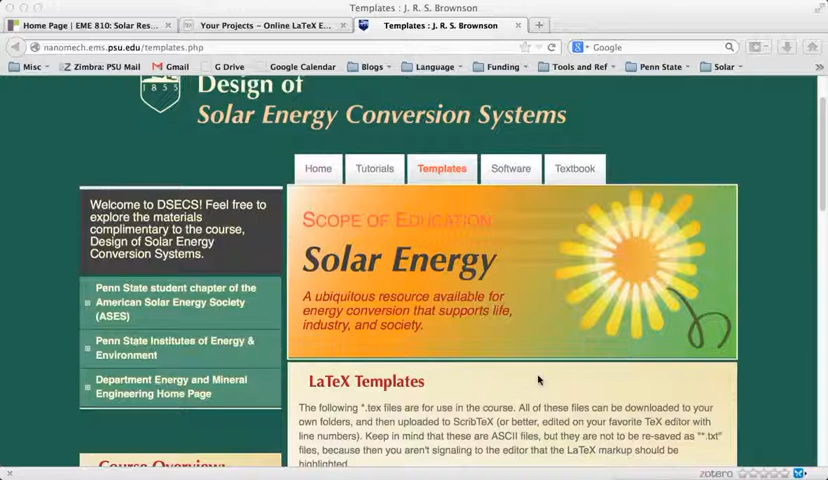 Templates : J. R. S. Brownson
Home Page | EME 810: Solar Res...
Your Projects – Online LaTeX E...
Templates : J. R. S. Brownson
nanomech.ems.psu.edu/templates.php
Google
Misc
Zimbra: PSU Mail
Gmail
G Drive
Google Calendar
Blogs
Language
Funding
Tools and Ref
Penn State
Solar
1855
Design of
Solar Energy Conversion Systems
Home
Tutorials
Templates
Software
Textbook
Welcome to DSECS! Feel free to
explore the materials
complimentary to the course,
Design of Solar Energy
Conversion Systems.
Penn State student chapter of the
American Solar Energy Society
(ASES)
Penn State Institutes of Energy &
Environment
Department Energy and Mineral
Engineering Home Page
Course Overview:
SCOPE OF EDUCATION
Solar Energy
A ubiquitous resource available for
energy conversion that supports life,
industry, and society.
LaTeX Templates
The following *.tex files are for use in the course. All of these files can be downloaded to your
own folders, and then uploaded to ScribTeX (or better, edited on your favorite TeX editor with
line numbers). Keep in mind that these are ASCII files, but they are not to be re-saved as "*.txt"
files, because then you aren't signaling to the editor that the LaTeX markup should be
highlighted.
zotero